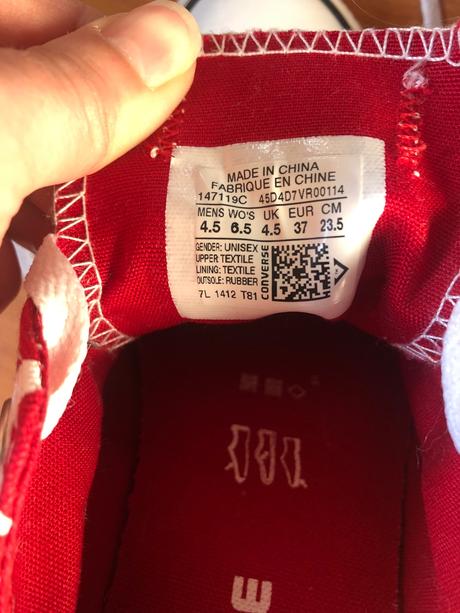 MADE IN CHINA
FABRIQUE EN CHINE
147119C 45D4D7VR00114
MENS WO'S UK EUR CM
4.5 6.5 4.5 37 23.5
GENDER: UNISEX
UPPER TEXTILE
LINING: TEXTILE
OUTSOLE: RUBBER
CONVERSE
7L 1412 T81
E